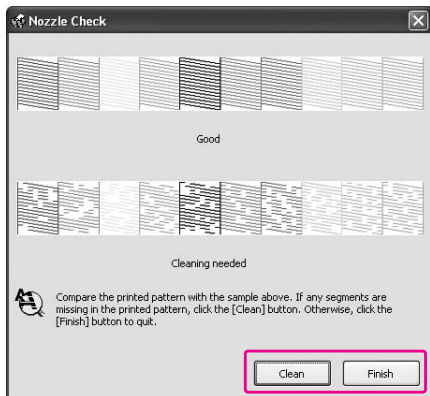 Nozzle Check
Good
Cleaning needed
Compare the printed pattern with the sample above. If any segments are
missing in the printed pattern, click the [Clean] button. Otherwise, click the
[Finish] button to quit.
Clean
Finish